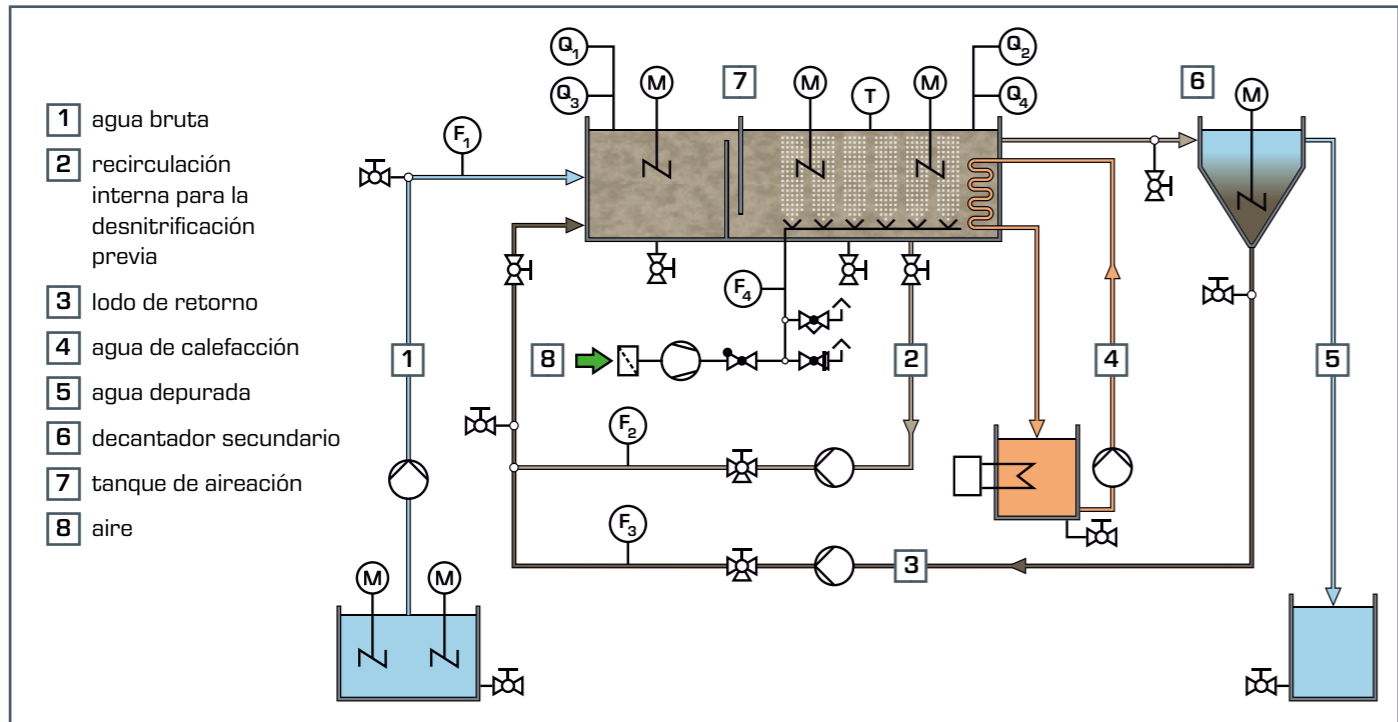 1 agua bruta
2 recirculación
interna para la
desnitrificación
previa
3 lodo de retorno
4 agua de calefacción
5 agua depurada
6 decantador secundario
7 tanque de aireación
8 aire
Q1
Q3
M
7
M
T
M
Q2
Q4
6
M
F1
F4
8
1
2
4
5
F2
F3
3
M
M